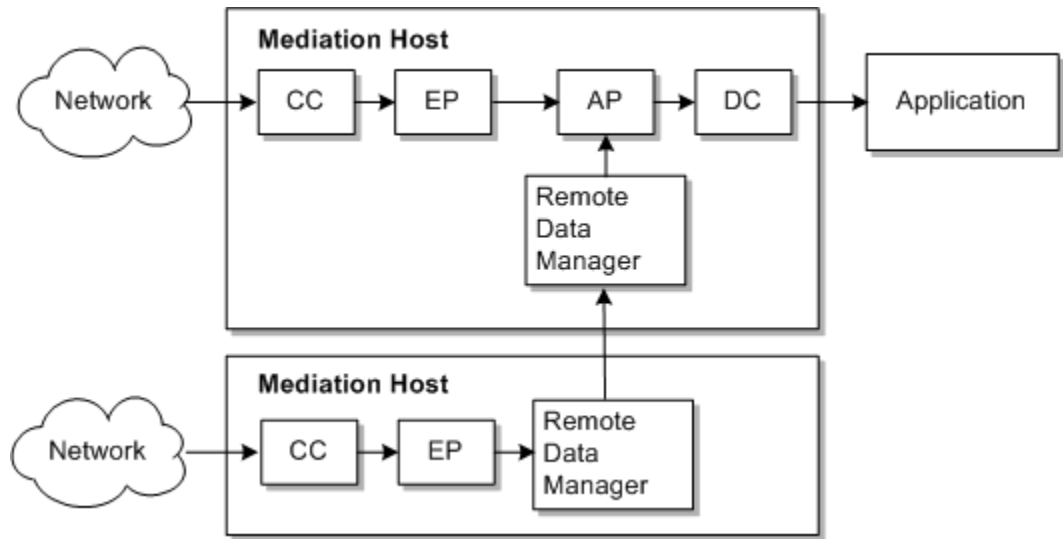 Mediation Host
Network
CC
EP
AP
DC
Application
Remote
Data
Manager
Mediation Host
Network
CC
EP
Remote
Data
Manager